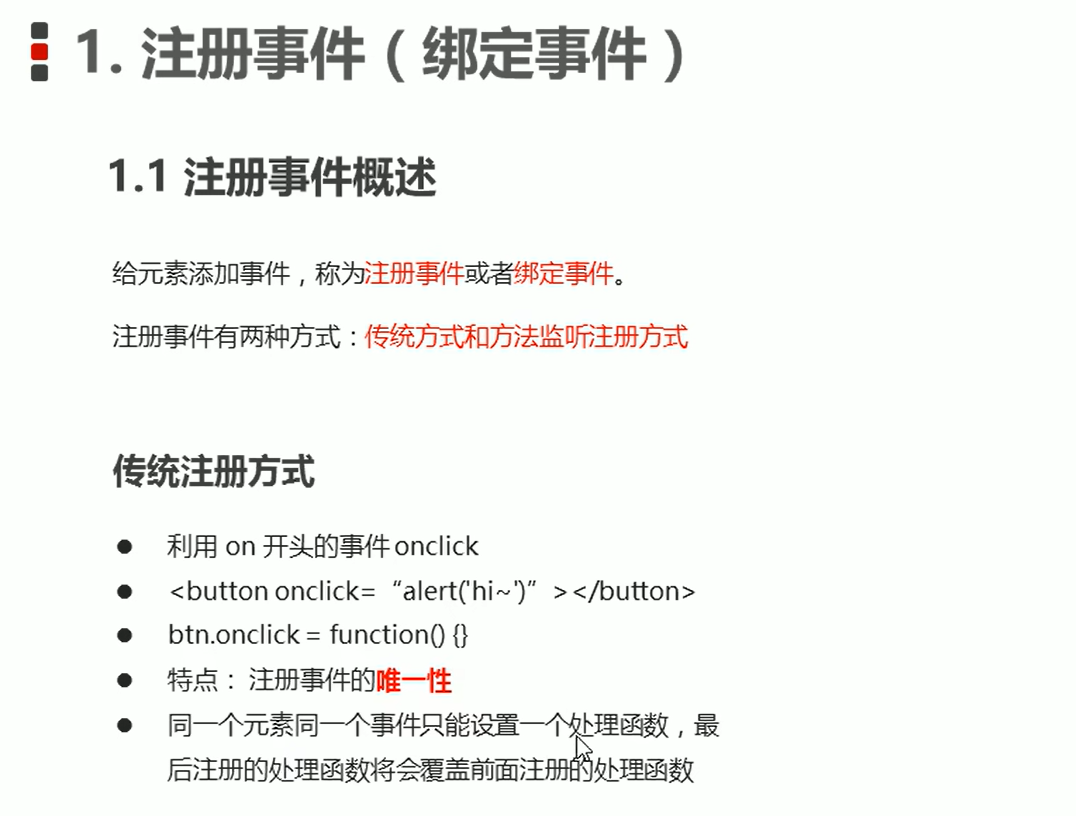 1. 注册事件（绑定事件）
1.1 注册事件概述
给元素添加事件，称为注册事件或者绑定事件。
注册事件有两种方式：传统方式和方法监听注册方式
传统注册方式
● 利用 on 开头的事件 onclick
● <button onclick= “alert('hi~')” ></button>
● btn.onclick = function() {}
● 特点： 注册事件的唯一性
● 同一个元素同一个事件只能设置一个处理函数，最
后注册的处理函数将会覆盖前面注册的处理函数